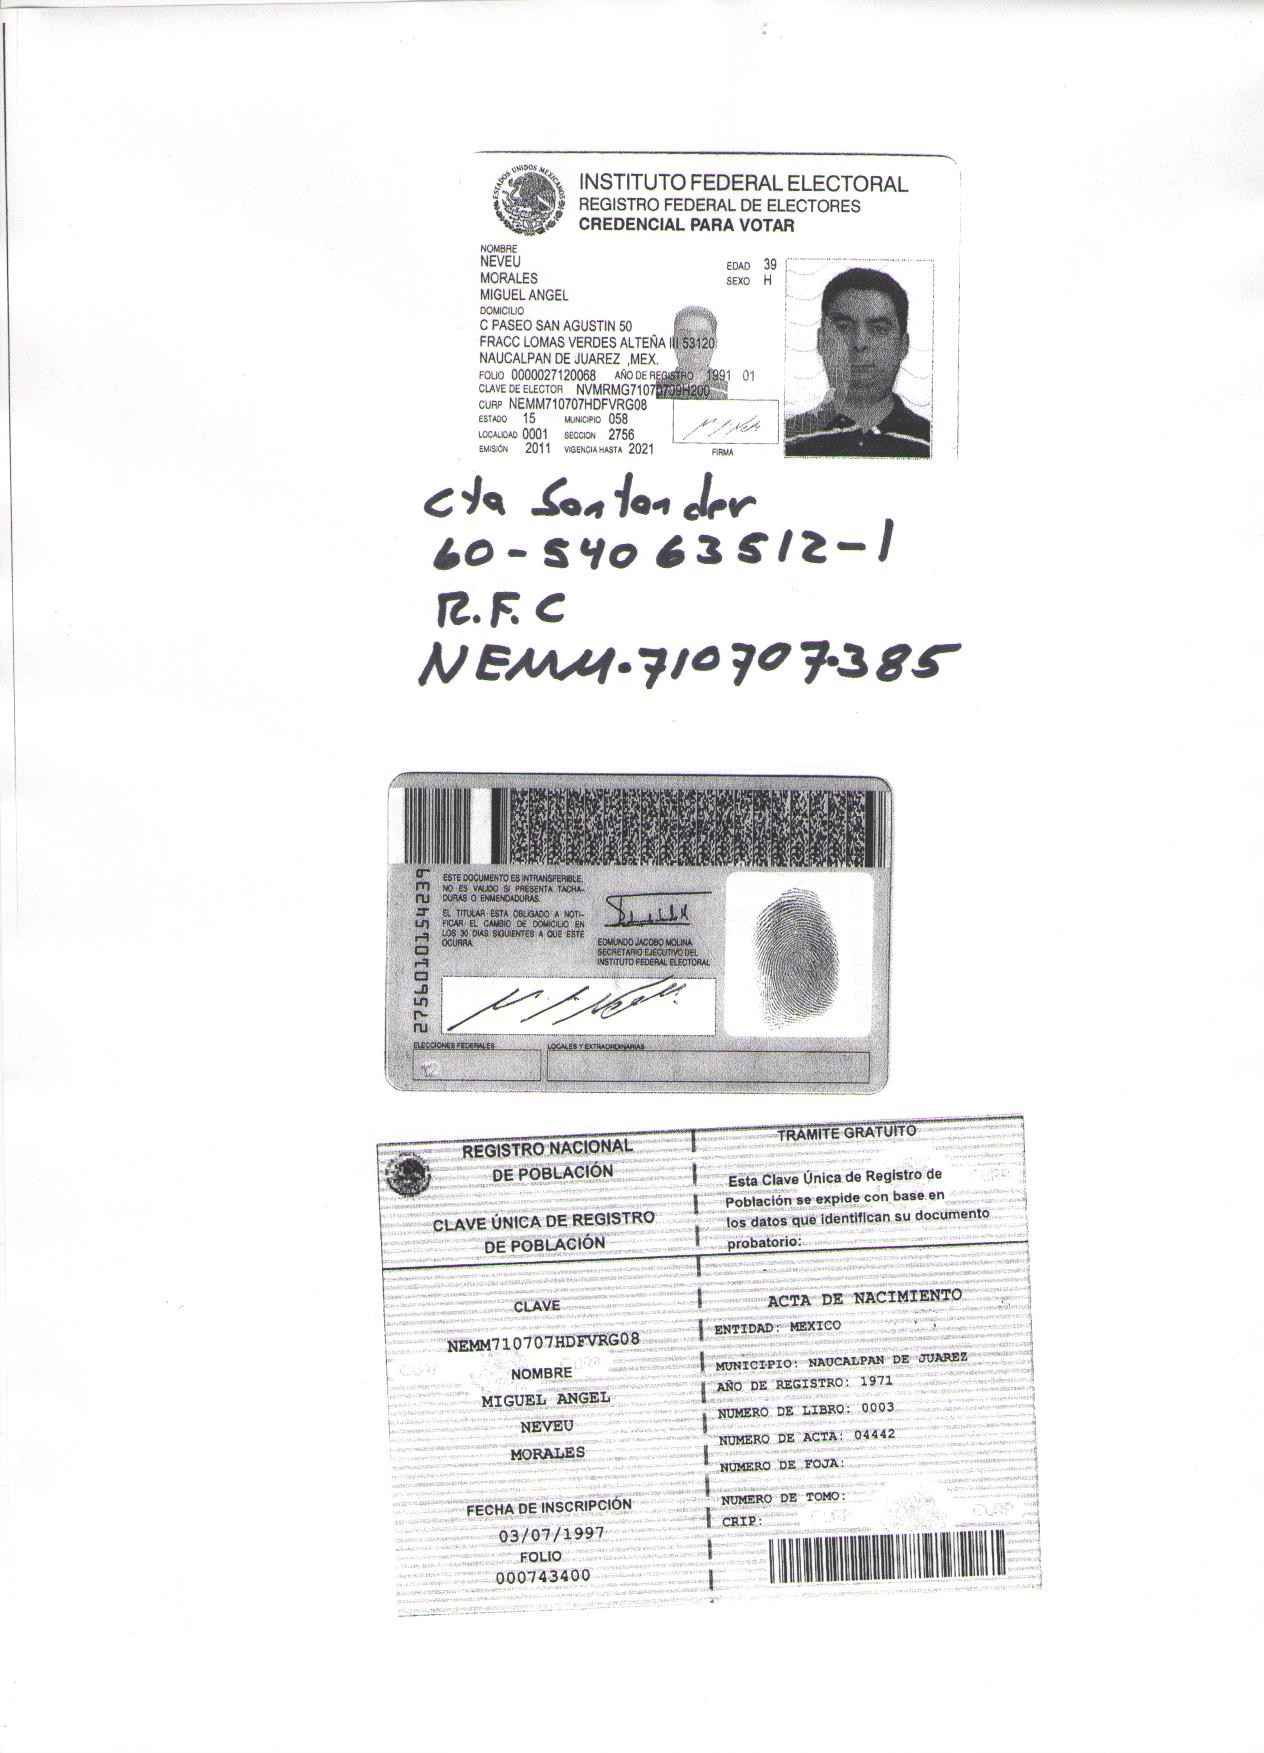 ESTADOS UNIDOS MEXICANOS
INSTITUTO FEDERAL ELECTORAL
REGISTRO FEDERAL DE ELECTORES
CREDENCIAL PARA VOTAR
NOMBRE
NEVEU
MORALES
MIGUEL ANGEL
EDAD 39
SEXO H
DOMICILIO
C PASEO SAN AGUSTIN 50
FRACC LOMAS VERDES ALTEÑA III 53120
NAUCALPAN DE JUAREZ ,MEX.
FOLIO 0000027120068 AÑO DE REGISTRO 1991 01
CLAVE DE ELECTOR NVMRMG71070709H200
CURP NEMM710707HDFVRG08
ESTADO 15 MUNICIPIO 058
LOCALIDAD 0001 SECCION 2756
EMISIÓN 2011 VIGENCIA HASTA 2021
FIRMA
Cta Santander
60-54063512-1
R.F.C
NEMM.710707.385
2756010154239
ESTE DOCUMENTO ES INTRANSFERIBLE,
NO ES VALIDO SI PRESENTA TACHA-
DURAS O ENMENDADURAS.
EL TITULAR ESTA OBLIGADO A NOTI-
FICAR EL CAMBIO DE DOMICILIO EN
LOS 30 DIAS SIGUIENTES A QUE ESTE
OCURRA.
EDMUNDO JACOBO MOLINA
SECRETARIO EJECUTIVO DEL
INSTITUTO FEDERAL ELECTORAL
ELECCIONES FEDERALES
LOCALES Y EXTRAORDINARIAS
12
REGISTRO NACIONAL
DE POBLACIÓN
CLAVE ÚNICA DE REGISTRO
DE POBLACIÓN
CLAVE
NEMM710707HDFVRG08
NOMBRE
MIGUEL ANGEL
NEVEU
MORALES
FECHA DE INSCRIPCIÓN
03/07/1997
FOLIO
000743400
TRÁMITE GRATUITO
Esta Clave Única de Registro de
Población se expide con base en
los datos que identifican su documento
probatorio:
ACTA DE NACIMIENTO
ENTIDAD: MEXICO
MUNICIPIO: NAUCALPAN DE JUAREZ
AÑO DE REGISTRO: 1971
NUMERO DE LIBRO: 0003
NUMERO DE ACTA: 04442
NUMERO DE FOJA:
NUMERO DE TOMO:
CRIP: